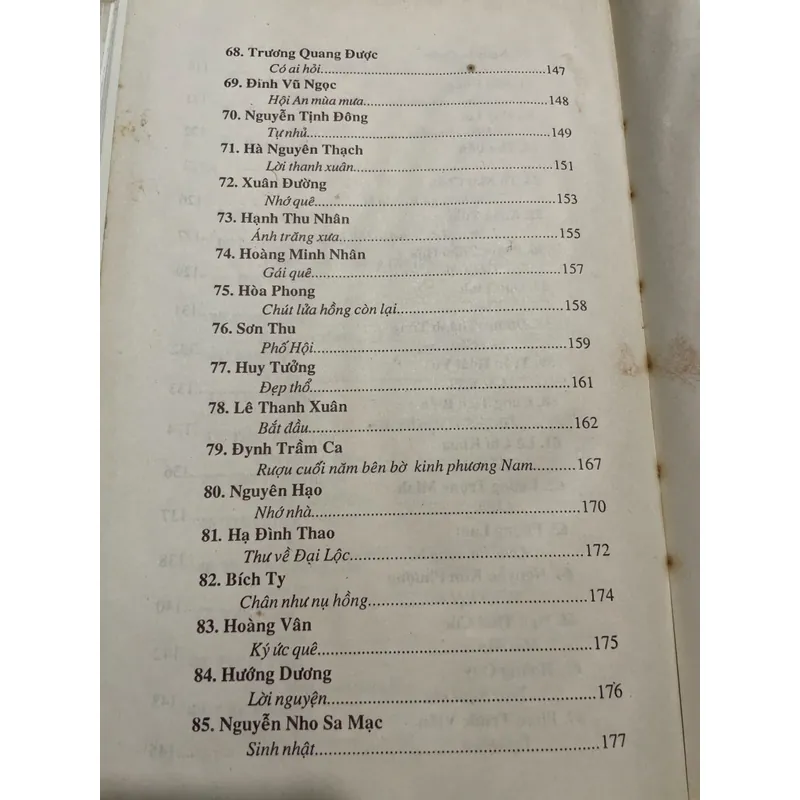 68. Trương Quang Được
Có ai hỏi..........147
69. Đinh Vũ Ngọc
Hội An mùa mưa..........148
70. Nguyễn Tịnh Đông
Tự nhủ..........149
71. Hà Nguyên Thạch
Lời thanh xuân..........151
72. Xuân Đường
Nhớ quê..........153
73. Hạnh Thu Nhân
Ánh trăng xưa..........155
74. Hoàng Minh Nhân
Gái quê..........157
75. Hòa Phong
Chút lửa hồng còn lại..........158
76. Sơn Thu
Phố Hội..........159
77. Huy Tưởng
Đẹp thổ..........161
78. Lê Thanh Xuân
Bắt đầu..........162
79. Đynh Trầm Ca
Rượu cuối năm bên bờ kinh phương Nam..........167
80. Nguyên Hạo
Nhớ nhà..........170
81. Hạ Đình Thao
Thư về Đại Lộc..........172
82. Bích Ty
Chân như nụ hồng..........174
83. Hoàng Vân
Ký ức quê..........175
84. Hướng Dương
Lời nguyện..........176
85. Nguyễn Nho Sa Mạc
Sinh nhật..........177